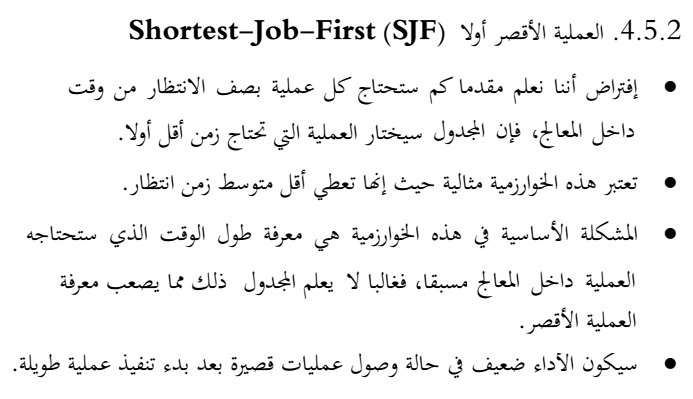 4.5.2. العملية الأقصر أولا Shortest-Job-First (SJF)
● إفتراض أننا نعلم مقدما كم ستحتاج كل عملية بصف الانتظار من وقت
داخل المعالج، فإن المجدول سيختار العملية التي تحتاج زمن أقل أولا.
● تعتبر هذه الخوارزمية مثالية حيث إنها تعطي أقل متوسط زمن انتظار.
● المشكلة الأساسية في هذه الخوارزمية هي معرفة طول الوقت الذي ستحتاجه
العملية داخل المعالج مسبقا، فغالبا لا يعلم المجدول ذلك مما يصعب معرفة
العملية الأقصر.
● سيكون الأداء ضعيف في حالة وصول عمليات قصيرة بعد بدء تنفيذ عملية طويلة.